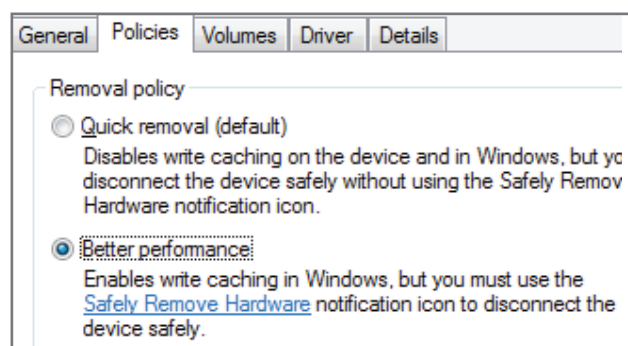 General Policies Volumes Driver Details
Removal policy
Quick removal (default)
Disables write caching on the device and in Windows, but
disconnect the device safely without using the Safely
Hardware notification icon.
Better performance
Enables write caching in Windows, but you must use the
Safely Remove Hardware notification icon to disconnect the
device safely.